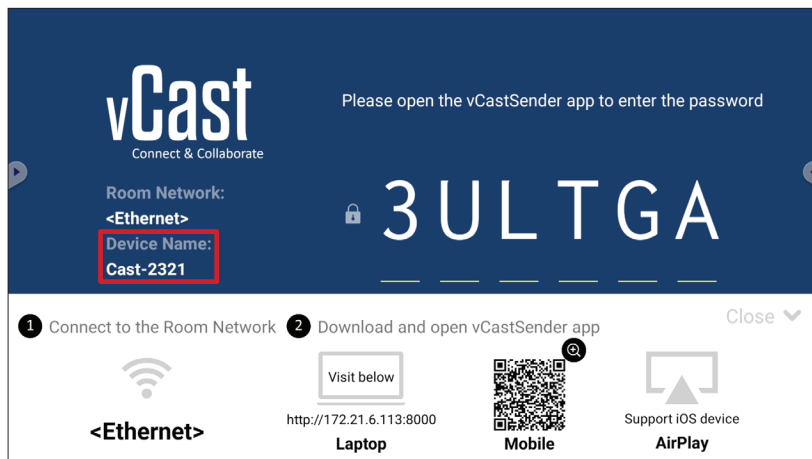 vCast
Connect & Collaborate
Please open the vCastSender app to enter the password
Room Network:
<Ethernet>
Device Name:
Cast-2321
3ULTGA
1 Connect to the Room Network
2 Download and open vCastSender app
Close
<Ethernet>
Visit below
http://172.21.6.113:8000
Laptop
Mobile
Support iOS device
AirPlay